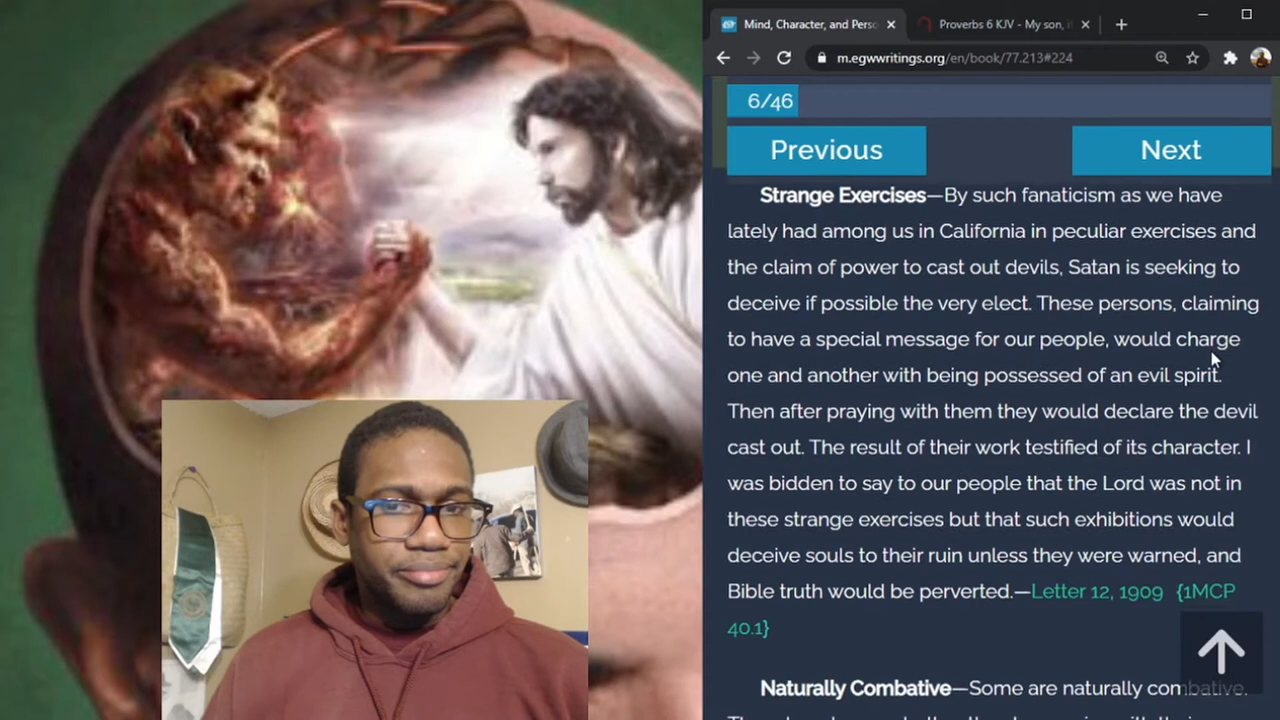 Mind, Character, and Perso
Proverbs 6 KJV - My son, i
m.egwwritings.org/en/book/77.213#224
6/46
Previous
Next
Strange Exercises—By such fanaticism as we have
lately had among us in California in peculiar exercises and
the claim of power to cast out devils, Satan is seeking to
deceive if possible the very elect. These persons, claiming
to have a special message for our people, would charge
one and another with being possessed of an evil spirit.
Then after praying with them they would declare the devil
cast out. The result of their work testified of its character. I
was bidden to say to our people that the Lord was not in
these strange exercises but that such exhibitions would
deceive souls to their ruin unless they were warned, and
Bible truth would be perverted.—Letter 12, 1909 {1MCP
40.1}
Naturally Combative—Some are naturally combative.